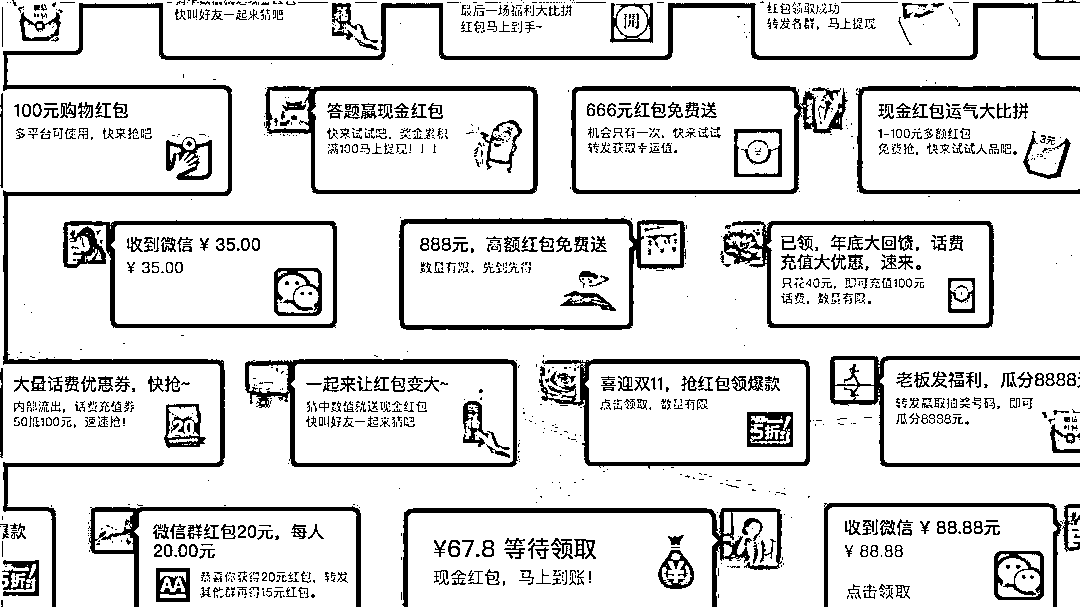 快叫好友一起来猜吧
最后一场福利大比拼
红包马上到手~
開
红包领取成功
转发各群，马上提现
100元购物红包
多平台可使用，快来抢吧
答题赢现金红包
快来试试吧，奖金累积
满100马上提现！！！
666元红包免费送
机会只有一次，快来试试
转发获取幸运值。
现金红包运气大比拼
1-100元多额红包
免费抢，快来试试人品吧。
3元
收到微信 ¥ 35.00
¥ 35.00
888元，高额红包免费送
数量有限，先到先得
已领，年底大回馈，话费
充值大优惠，速来。
只花40元，即可充值100元
话费，数量有限。
大量话费优惠券，快抢~
内部流出，话费充值券
50抵100元，速速抢！
20
一起来让红包变大~
猜中数值就送现金红包
快叫好友一起来猜吧
喜迎双11，抢红包领爆款
点击领取，数量有限
5折！
老板发福利，瓜分8888
转发赢取抽奖号码，即可
瓜分8888元。
爆款
5折
微信群红包20元，每人
20.00元
AA
恭喜你获得20元红包，转发
其他群再得15元红包。
¥67.8 等待领取
现金红包，马上到账！
收到微信 ¥ 88.88元
¥ 88.88
点击领取